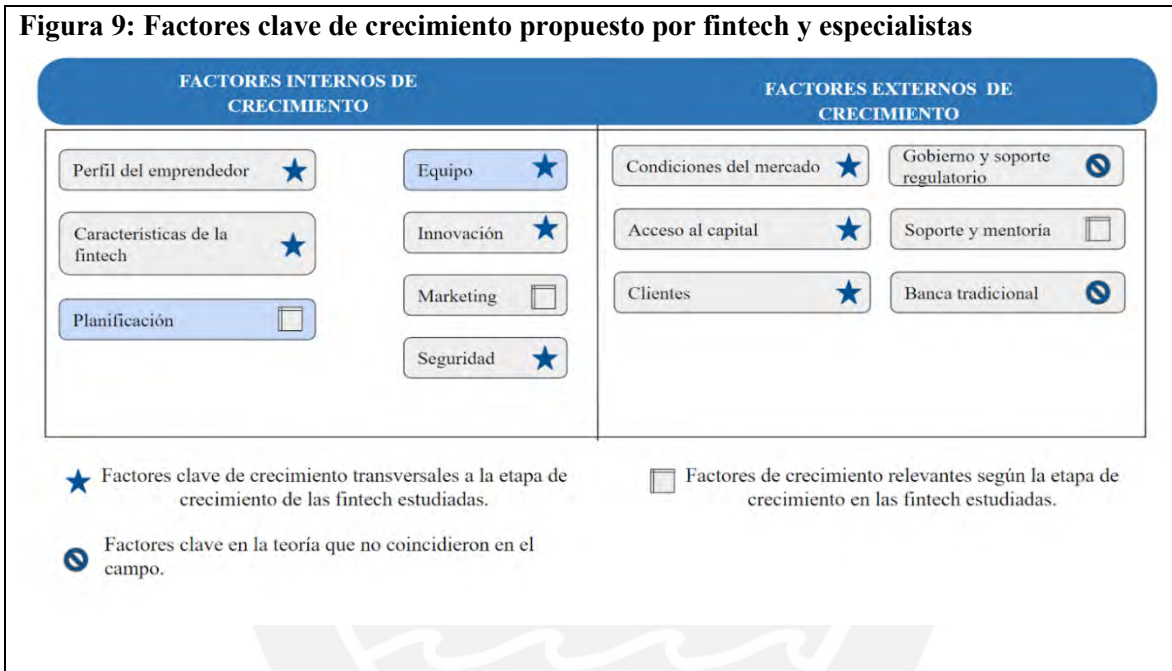 Figura 9: Factores clave de crecimiento propuesto por fintech y especialistas
FACTORES INTERNOS DE
CRECIMIENTO
FACTORES EXTERNOS DE
CRECIMIENTO
Perfil del emprendedor
Características de la
fintech
Planificación
Equipo
Innovación
Marketing
Seguridad
Condiciones del mercado
Acceso al capital
Clientes
Gobierno y soporte
regulatorio
Soporte y mentoría
Banca tradicional
Factores clave de crecimiento transversales a la etapa de
crecimiento de las fintech estudiadas.
Factores de crecimiento relevantes según la etapa de
crecimiento en las fintech estudiadas.
Factores clave en la teoría que no coincidieron en el
campo.